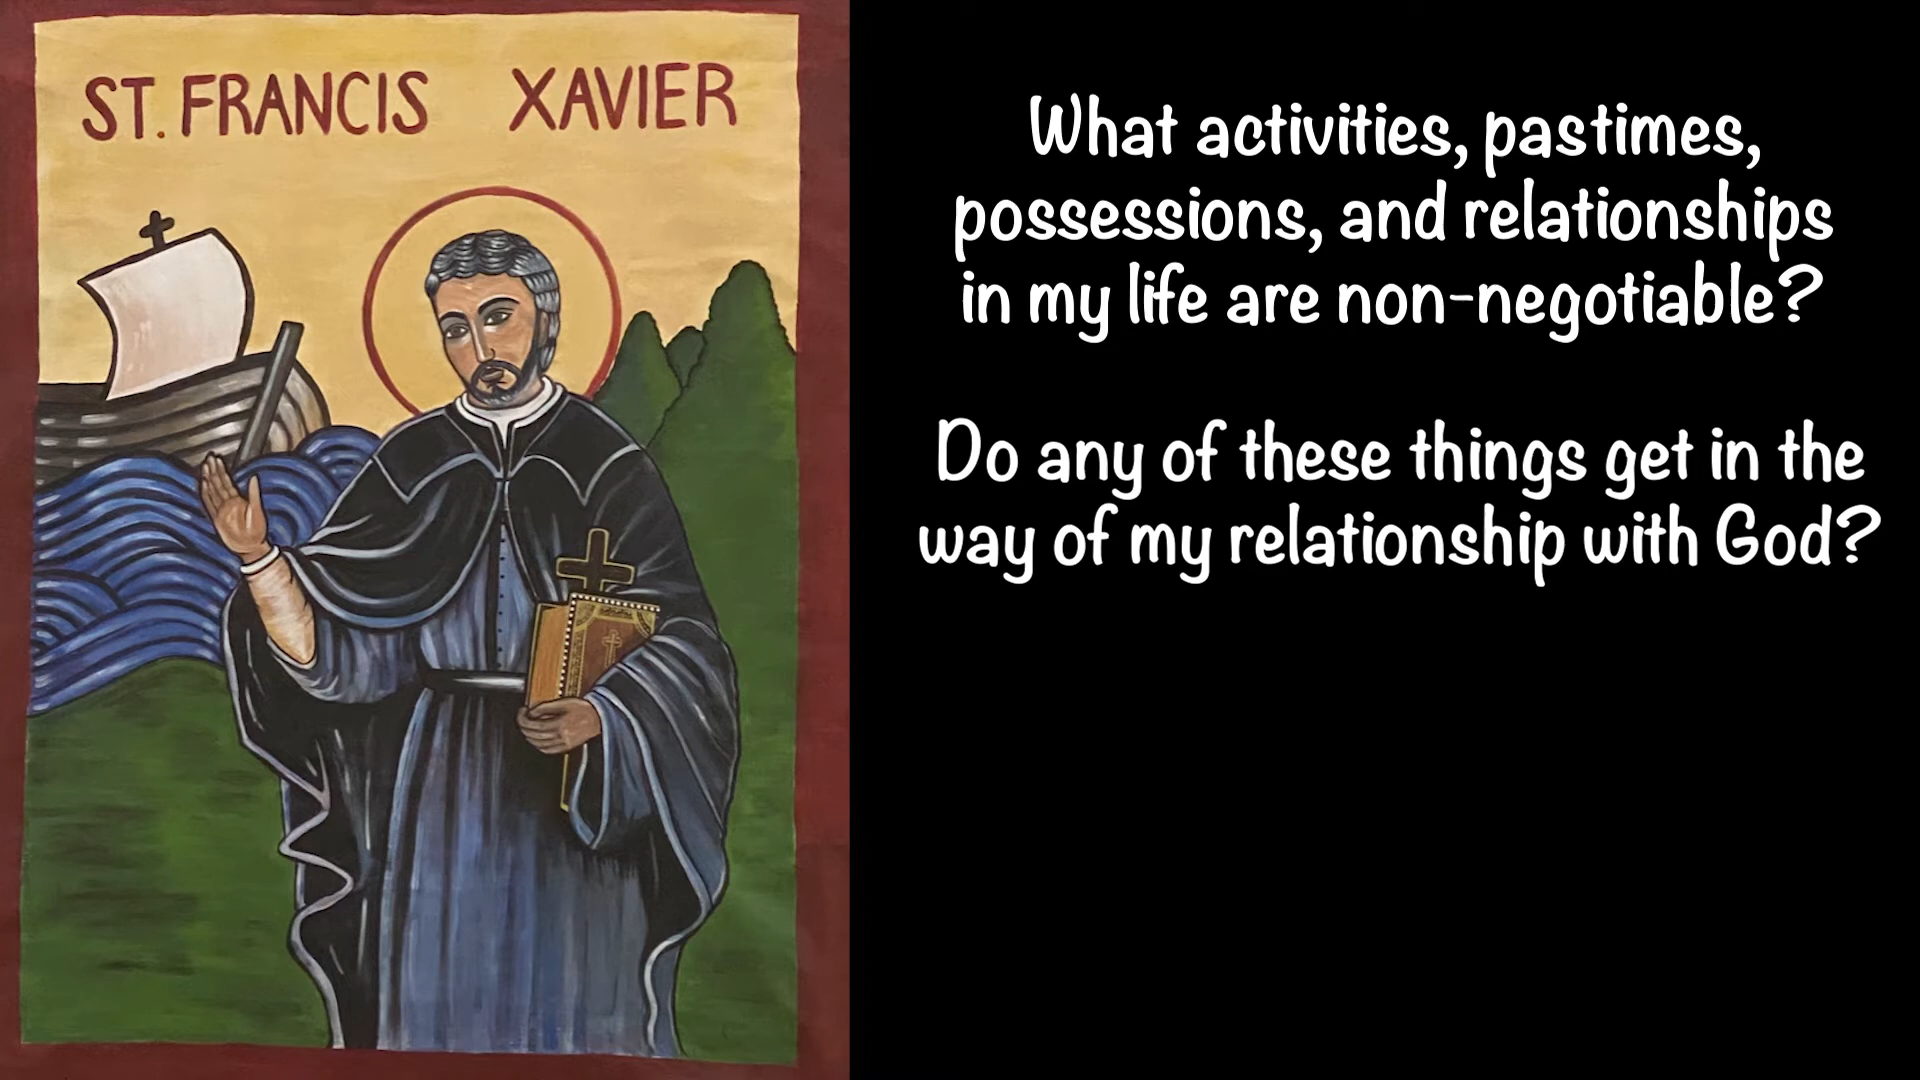 ST. FRANCIS XAVIER
What activities, pastimes,
possessions, and relationships
in my life are non-negotiable?
Do any of these things get in the
way of my relationship with God?